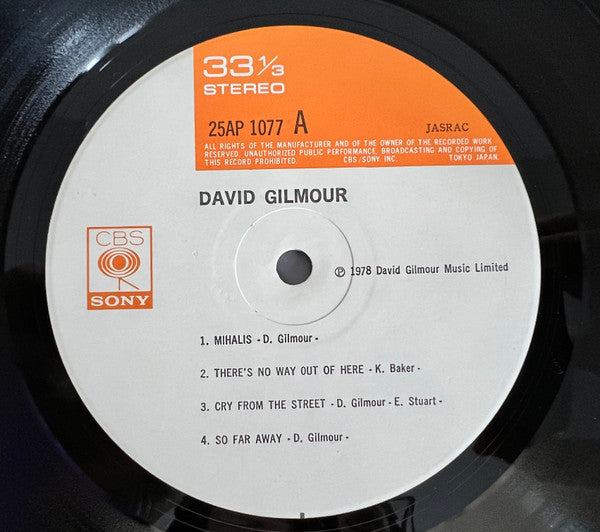 33 1/3
STEREO
25AP 1077 A JASRAC
ALL RIGHTS OF THE MANUFACTURER AND OF THE OWNER OF THE RECORDED WORK
RESERVED. UNAUTHORIZED PUBLIC PERFORMANCE, BROADCASTING AND COPYING OF
THIS RECORD PROHIBITED. CBS/SONY INC. TOKYO JAPAN.
DAVID GILMOUR
CBS
SONY
℗ 1978 David Gilmour Music Limited
1. MIHALIS - D. Gilmour -
2. THERE'S NO WAY OUT OF HERE - K. Baker -
3. CRY FROM THE STREET - D. Gilmour - E. Stuart -
4. SO FAR AWAY - D. Gilmour -